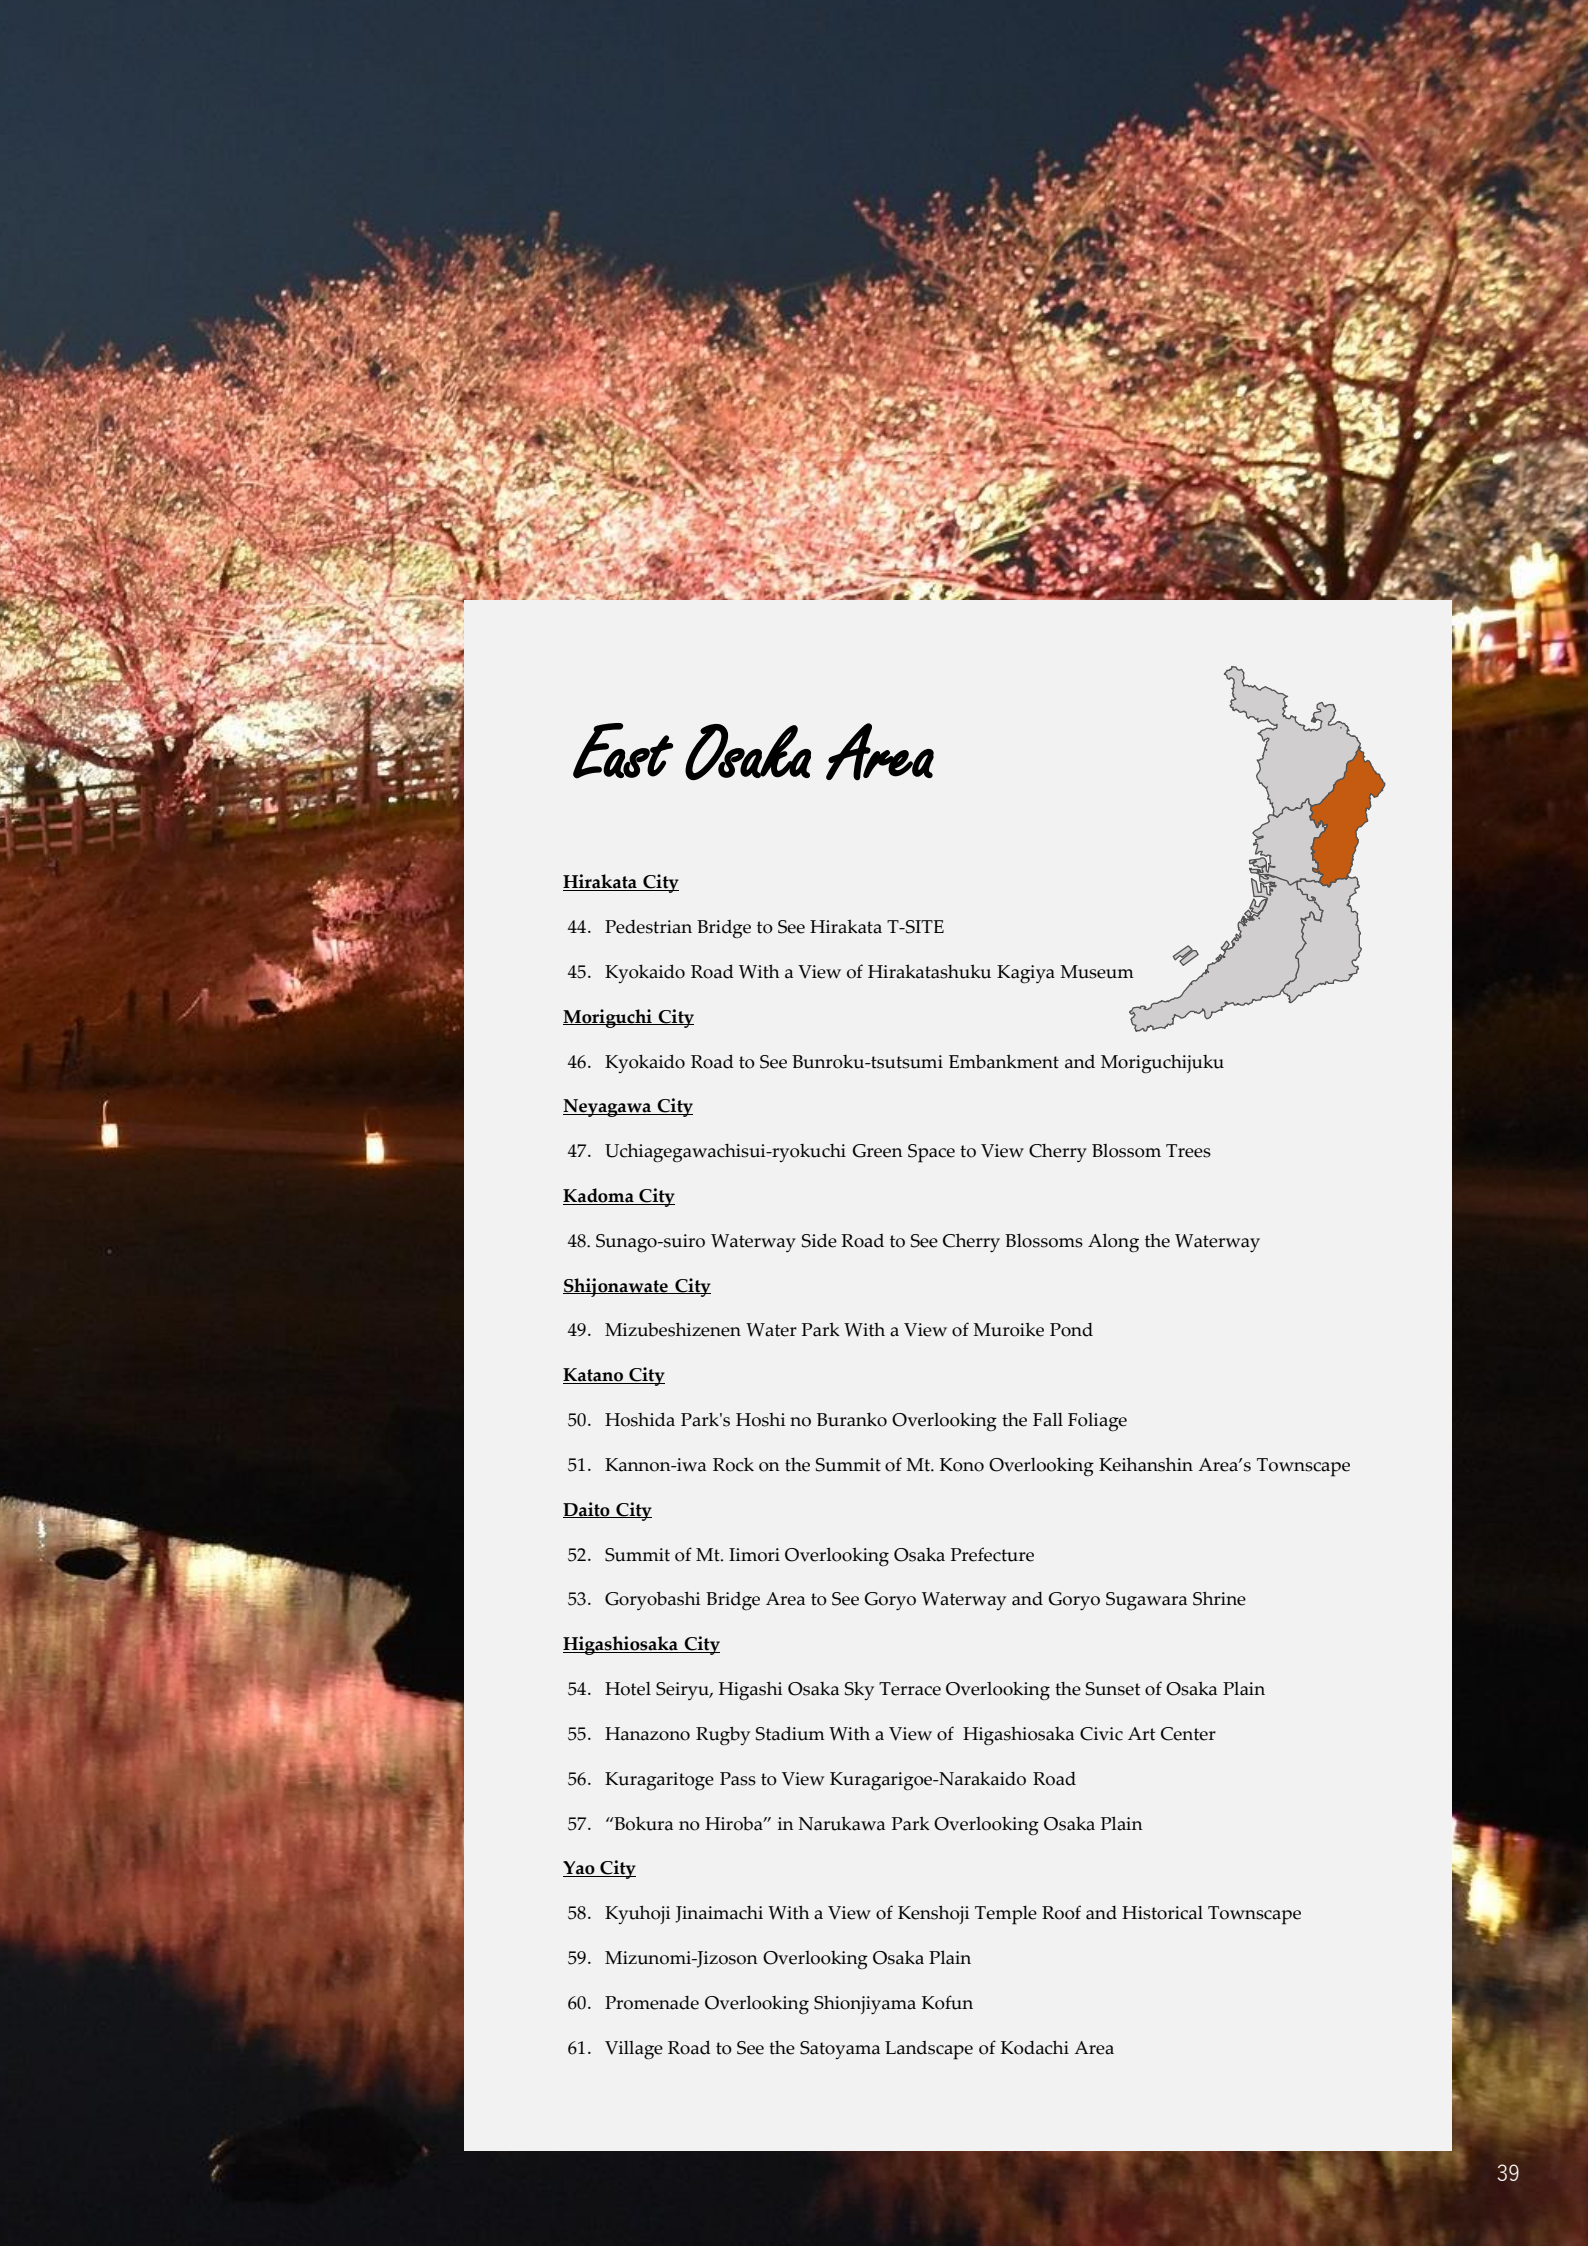 East Osaka Area
Hirakata City
44. Pedestrian Bridge to See Hirakata T-SITE
45. Kyokaido Road With a View of Hirakatashuku Kagiya Museum
Moriguchi City
46. Kyokaido Road to See Bunroku-tsutsumi Embankment and Moriguchijuku
Neyagawa City
47. Uchiagegawachisui-ryokuchi Green Space to View Cherry Blossom Trees
Kadoma City
48. Sunago-suiro Waterway Side Road to See Cherry Blossoms Along the Waterway
Shijonawate City
49. Mizubeshizenen Water Park With a View of Muroike Pond
Katano City
50. Hoshida Park's Hoshi no Buranko Overlooking the Fall Foliage
51. Kannon-iwa Rock on the Summit of Mt. Kono Overlooking Keihanshin Area’s Townscape
Daito City
52. Summit of Mt. Iimori Overlooking Osaka Prefecture
53. Goryobashi Bridge Area to See Goryo Waterway and Goryo Sugawara Shrine
Higashiosaka City
54. Hotel Seiryu, Higashi Osaka Sky Terrace Overlooking the Sunset of Osaka Plain
55. Hanazono Rugby Stadium With a View of Higashiosaka Civic Art Center
56. Kuragaritoge Pass to View Kuragarigoe-Narakaido Road
57. “Bokura no Hiroba” in Narukawa Park Overlooking Osaka Plain
Yao City
58. Kyuhoji Jinaimachi With a View of Kenshoji Temple Roof and Historical Townscape
59. Mizunomi-Jizoson Overlooking Osaka Plain
60. Promenade Overlooking Shionjiyama Kofun
61. Village Road to See the Satoyama Landscape of Kodachi Area
39